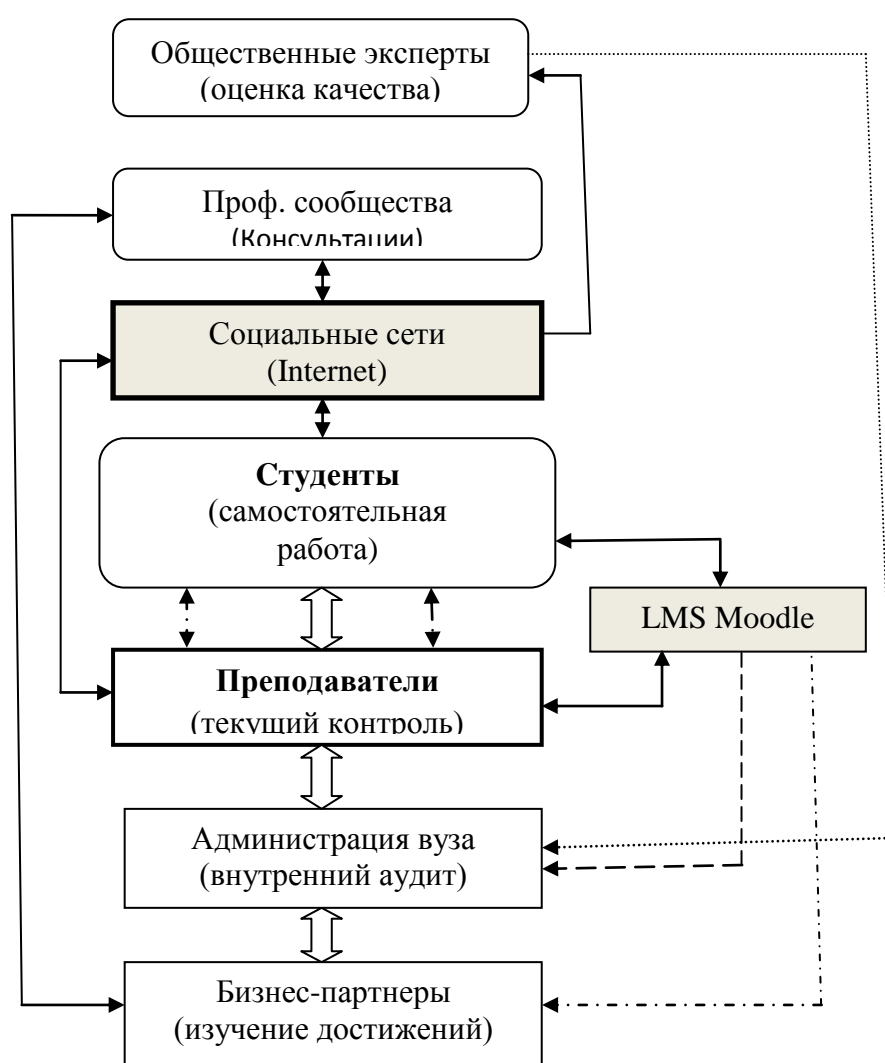 Общественные эксперты
(оценка качества)
Проф. сообщества
(Консультации)
Социальные сети
(Internet)
Студенты
(самостоятельная
работа)
LMS Moodle
Преподаватели
(текущий контроль)
Администрация вуза
(внутренний аудит)
Бизнес-партнеры
(изучение достижений)